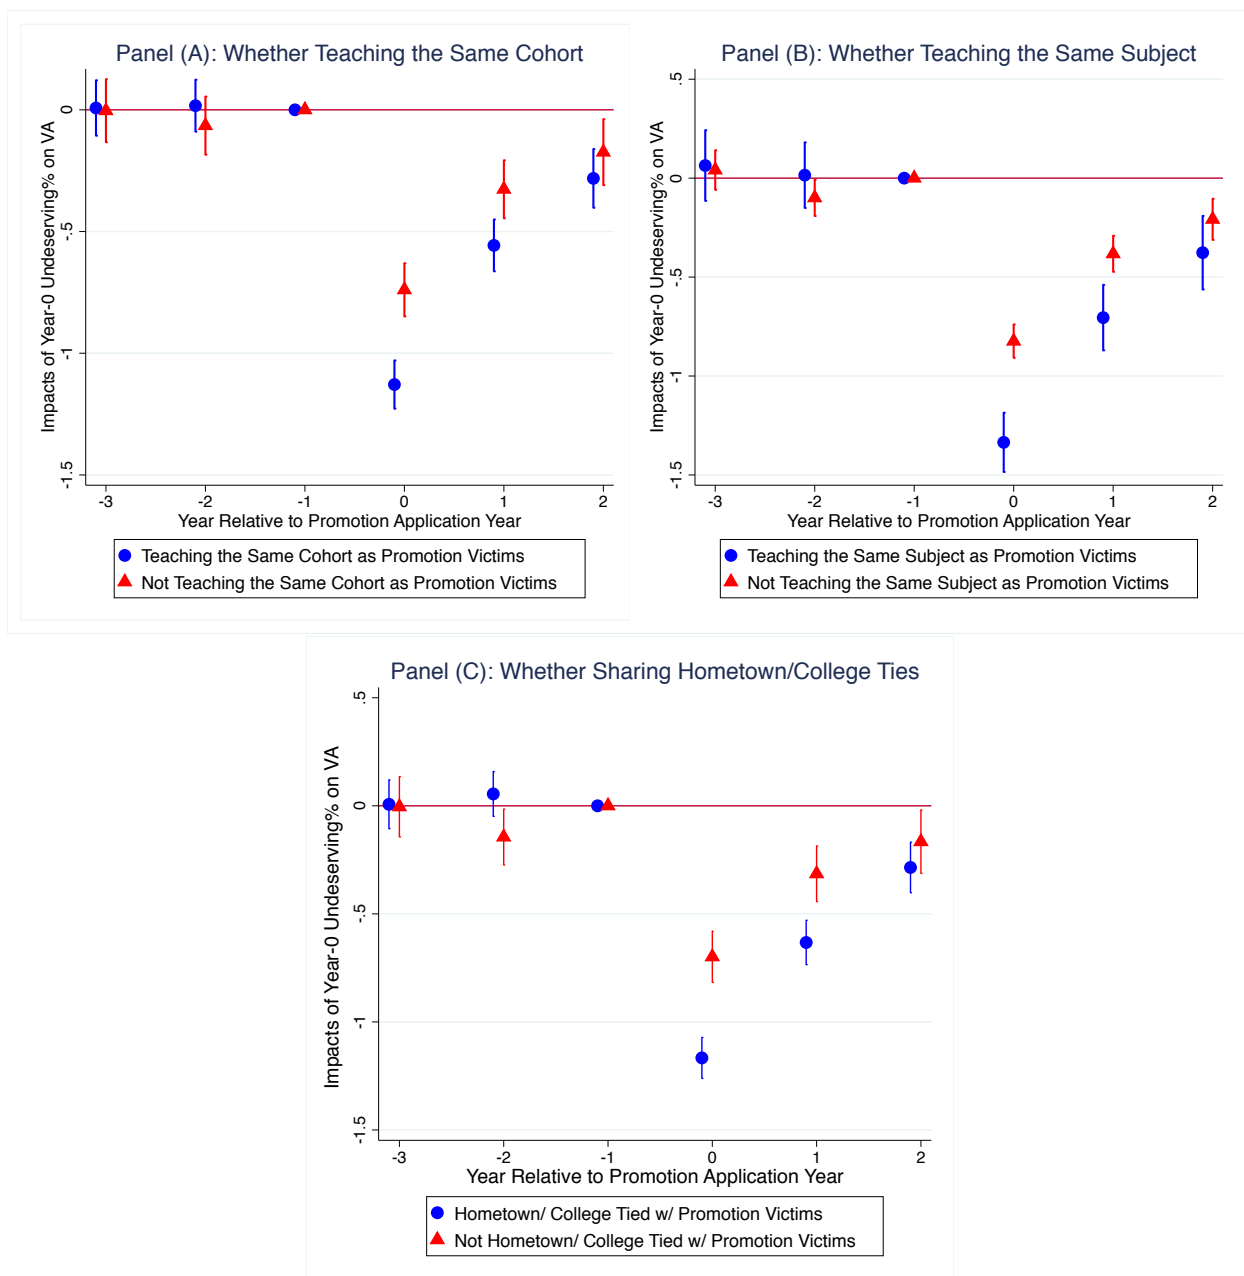 Panel (A): Whether Teaching the Same Cohort
Impacts of Year-0 Undeserving% on VA
0
-.5
-1
-1.5
-3 -2 -1 0 1 2
Year Relative to Promotion Application Year
Teaching the Same Cohort as Promotion Victims
Not Teaching the Same Cohort as Promotion Victims
Panel (B): Whether Teaching the Same Subject
Impacts of Year-0 Undeserving% on VA
.5
0
-.5
-1
-1.5
-3 -2 -1 0 1 2
Year Relative to Promotion Application Year
Teaching the Same Subject as Promotion Victims
Not Teaching the Same Subject as Promotion Victims
Panel (C): Whether Sharing Hometown/College Ties
Impacts of Year-0 Undeserving% on VA
.5
0
-.5
-1
-1.5
-3 -2 -1 0 1 2
Year Relative to Promotion Application Year
Hometown/ College Tied w/ Promotion Victims
Not Hometown/ College Tied w/ Promotion Victims